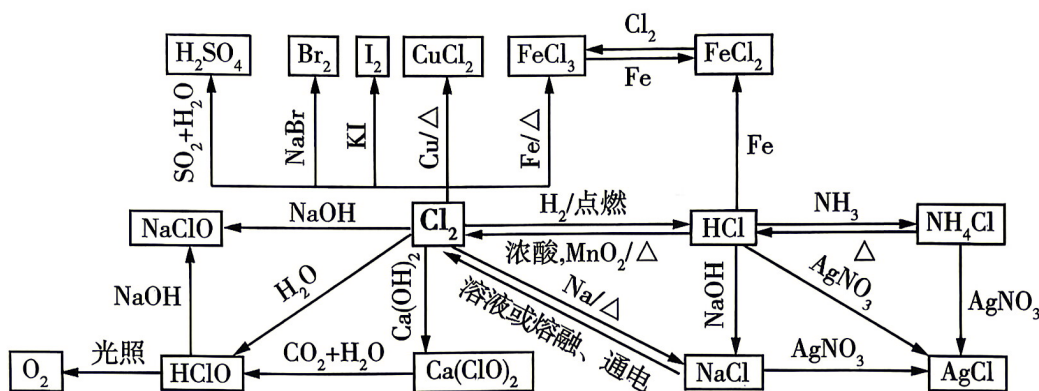 Cl₂
H₂SO₄
Br₂
I₂
CuCl₂
FeCl₃
Fe
FeCl₂
SO₂+H₂O
NaBr
KI
Cu/△
Fe/△
Fe
NaClO
NaOH
Cl₂
H₂/点燃
浓酸,MnO₂/△
HCl
NH₃
△
NH₄Cl
NaOH
H₂O
Ca(OH)₂
Na/△
溶液或熔融、通电
NaOH
AgNO₃
AgNO₃
O₂
光照
HClO
CO₂+H₂O
Ca(ClO)₂
NaCl
AgNO₃
AgCl